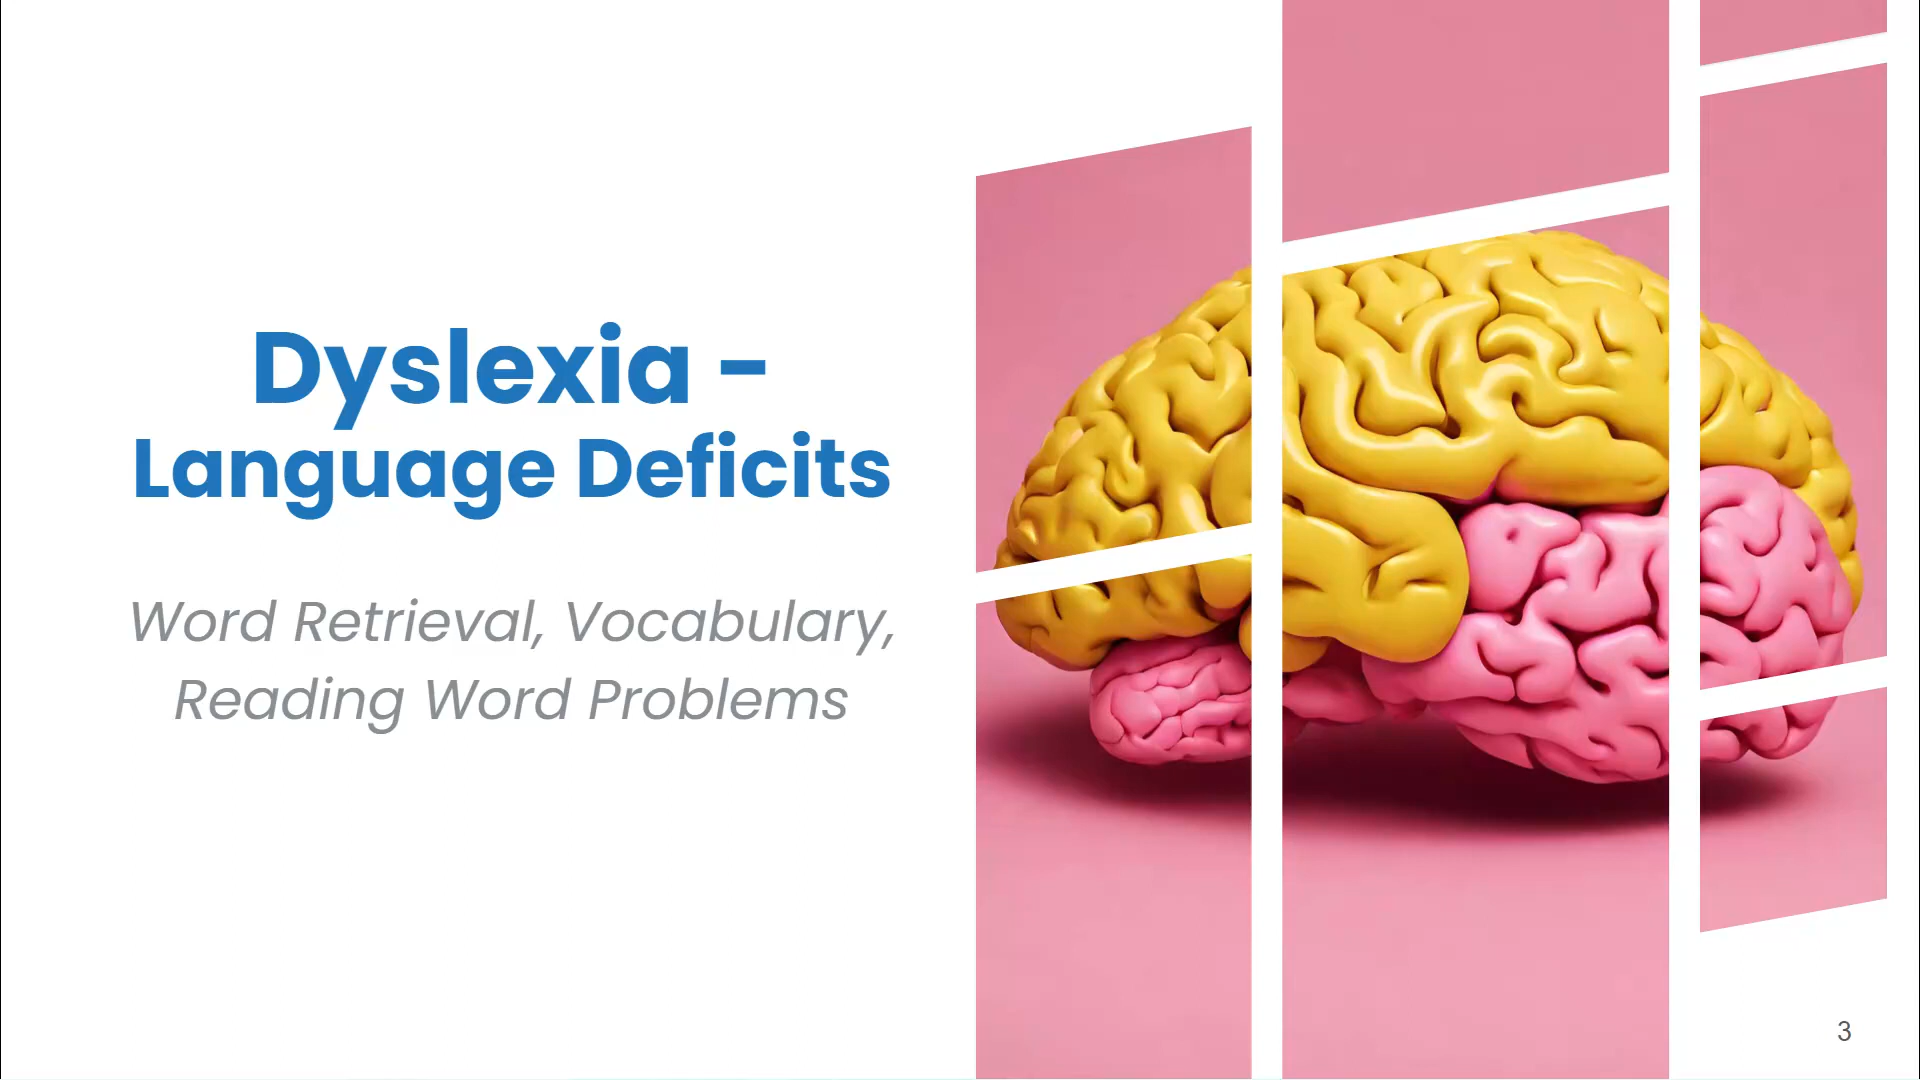 Dyslexia -
Language Deficits
Word Retrieval, Vocabulary,
Reading Word Problems
3